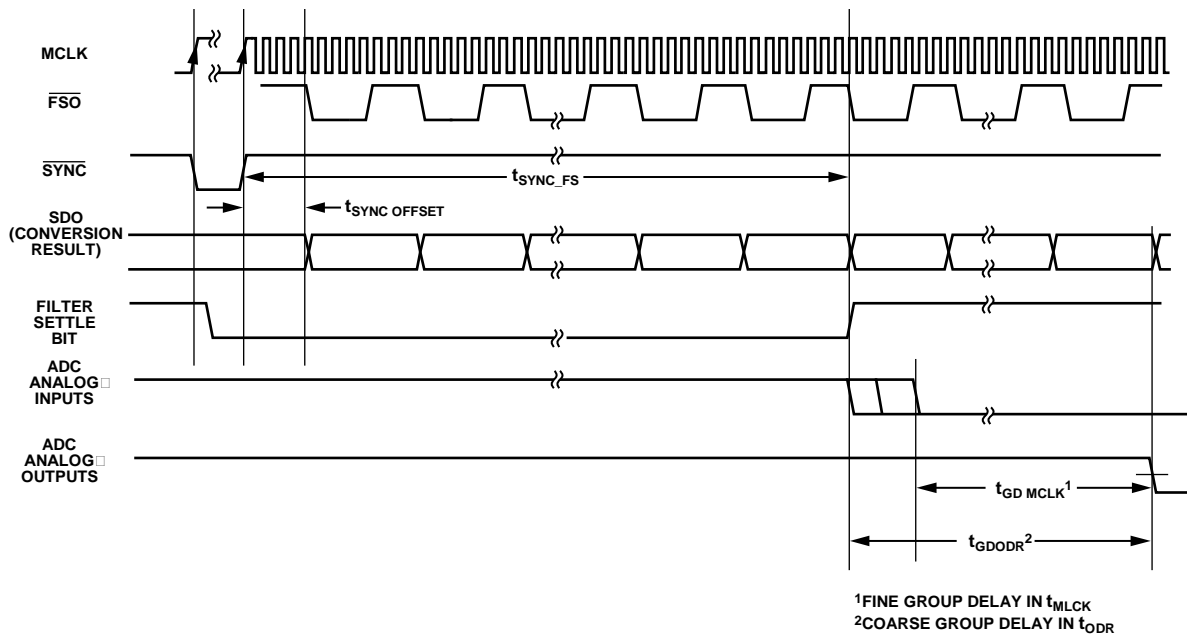 MCLK
FSO
SYNC
tSYNC_FS
tSYNC OFFSET
SDO
(CONVERSION
RESULT)
FILTER
SETTLE
BIT
ADC
ANALOG□
INPUTS
ADC
ANALOG□
OUTPUTS
tGD MCLK1
tGDODR2
1FINE GROUP DELAY IN tMLCK
2COARSE GROUP DELAY IN tODR